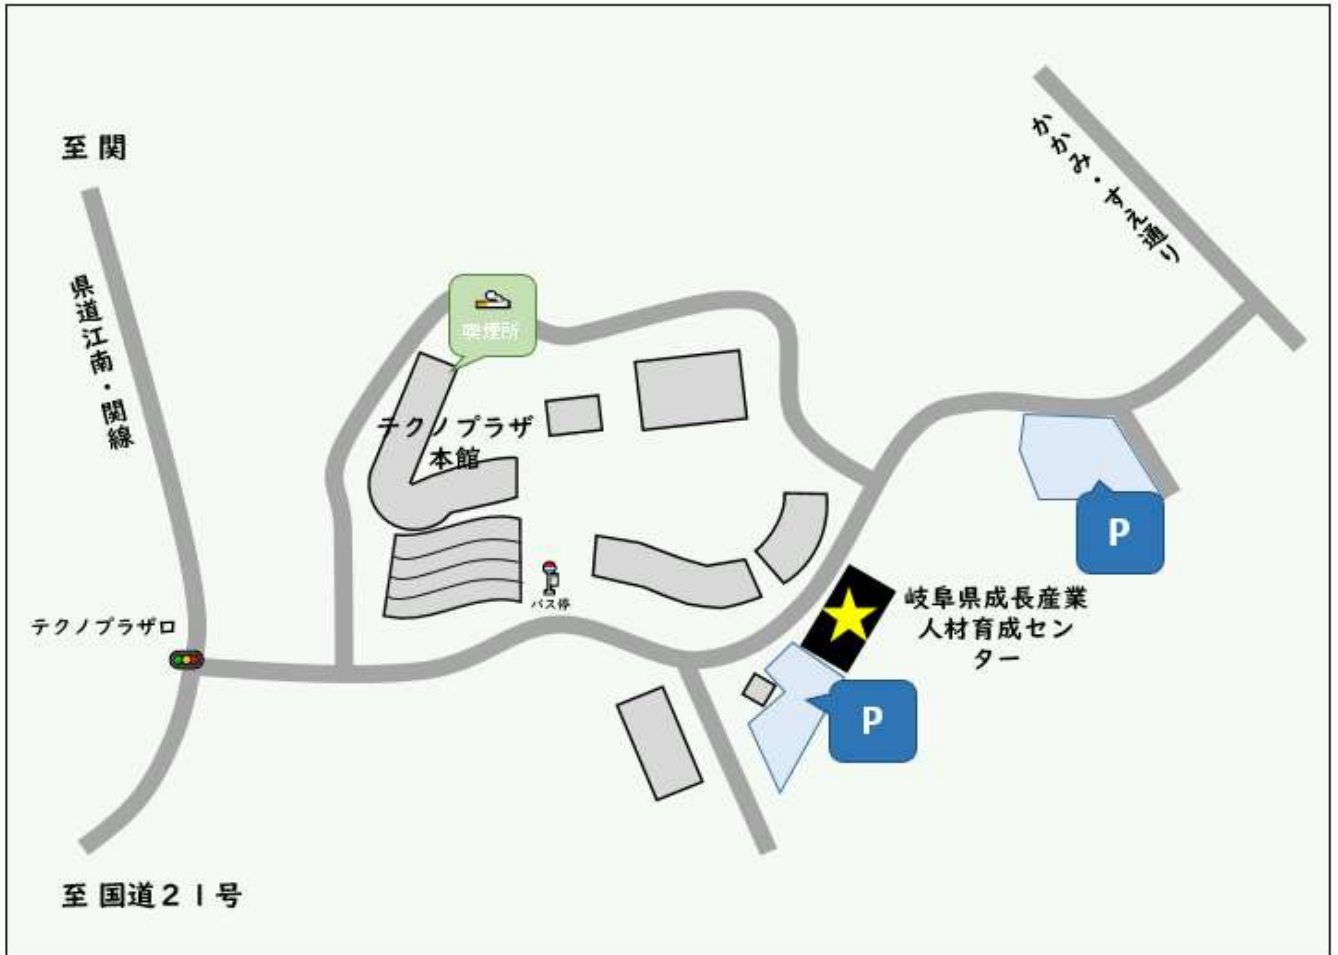 至 関
かかみ・すえ通り
県道江南・関線
喫煙所
テクノプラザ
本館
P
バス停
岐阜県成長産業
人材育成セン
ター
テクノプラザ口
P
至 国道21号